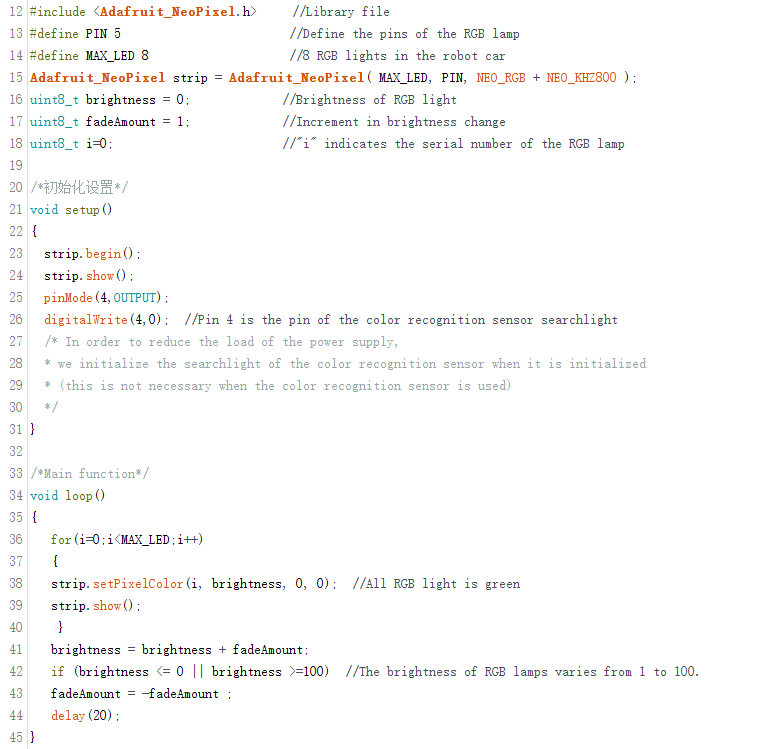 12 #include <Adafruit_NeoPixel.h>     //Library file
13 #define PIN 5                        //Define the pins of the RGB lamp
14 #define MAX_LED 8                    //8 RGB lights in the robot car
15 Adafruit_NeoPixel strip = Adafruit_NeoPixel( MAX_LED, PIN, NEO_RGB + NEO_KHZ800 );
16 uint8_t brightness = 0;             //Brightness of RGB light
17 uint8_t fadeAmount = 1;             //Increment in brightness change
18 uint8_t i=0;                        //"i" indicates the serial number of the RGB lamp
19
20 /*初始化设置*/
21 void setup()
22 {
23   strip.begin();
24   strip.show();
25   pinMode(4,OUTPUT);
26   digitalWrite(4,0);  //Pin 4 is the pin of the color recognition sensor searchlight
27   /* In order to reduce the load of the power supply,
28   * we initialize the searchlight of the color recognition sensor when it is initialized
29   * (this is not necessary when the color recognition sensor is used)
30   */
31 }
32
33 /*Main function*/
34 void loop()
35 {
36    for(i=0;i<MAX_LED;i++)
37    {
38    strip.setPixelColor(i, brightness, 0, 0);  //All RGB light is green
39    strip.show();
40     }
41    brightness = brightness + fadeAmount;
42    if (brightness <= 0 || brightness >=100)  //The brightness of RGB lamps varies from 1 to 100.
43    fadeAmount = -fadeAmount ;
44    delay(20);
45 }